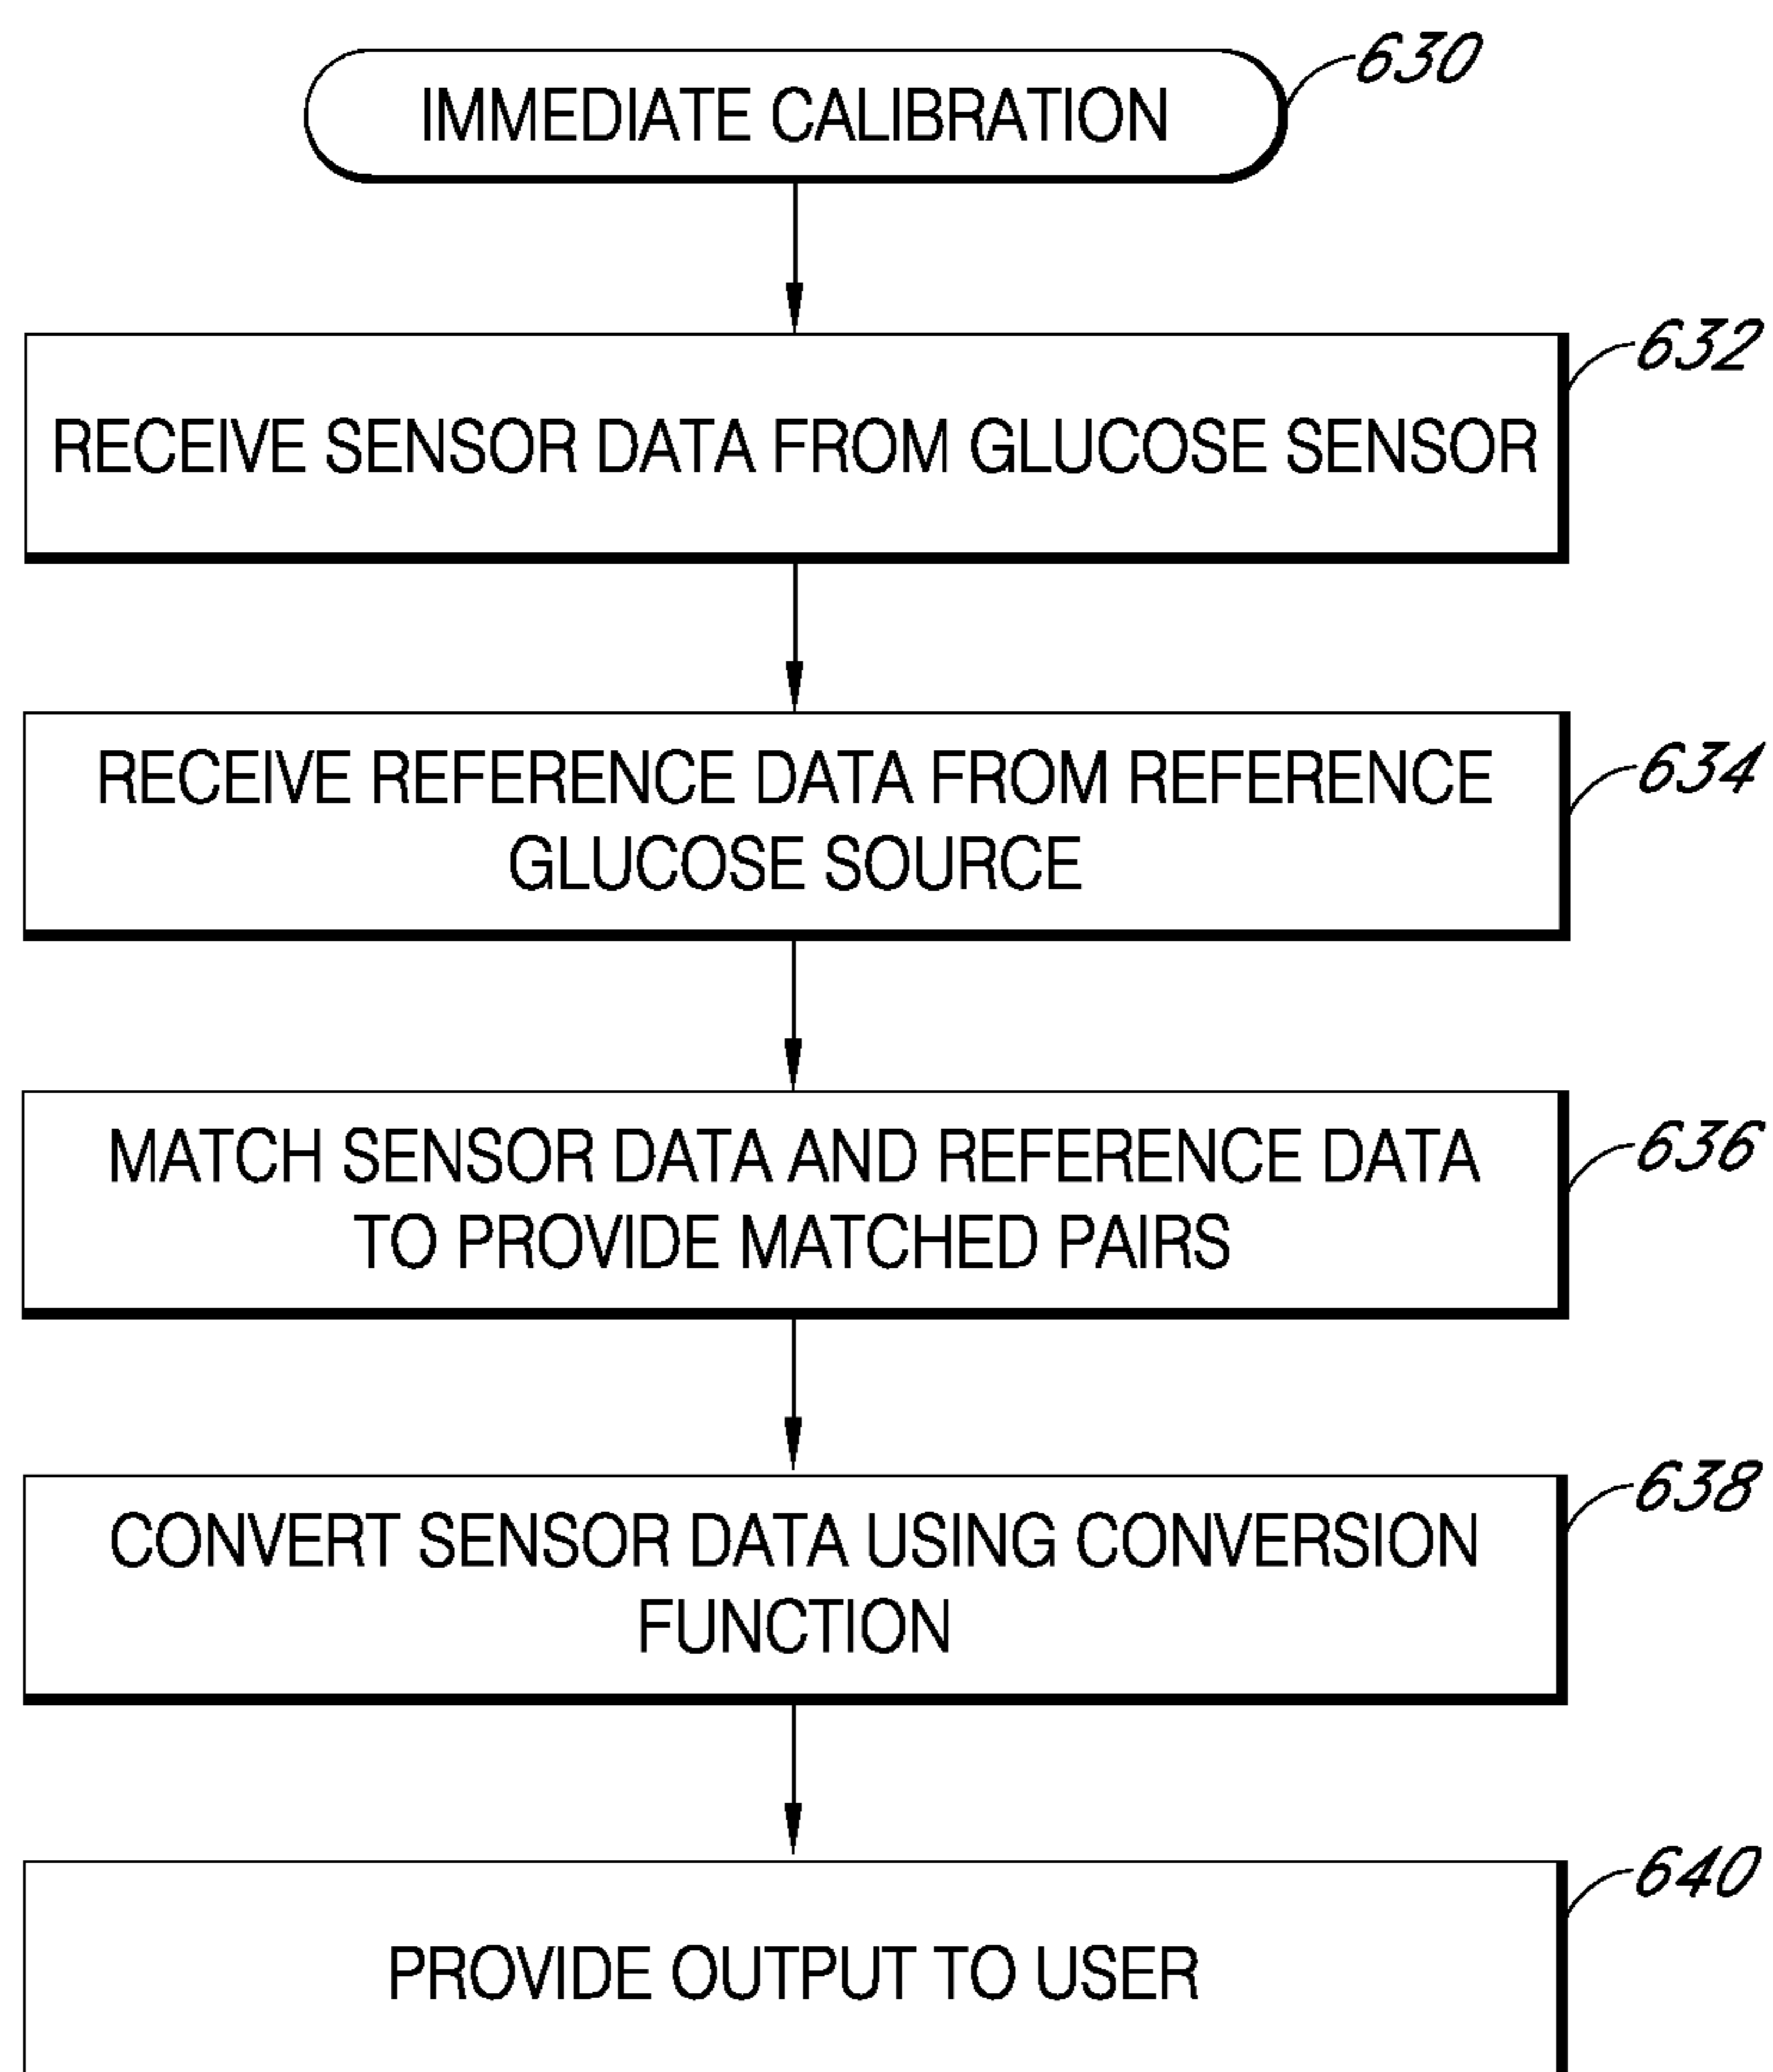 IMMEDIATE CALIBRATION
630
RECEIVE SENSOR DATA FROM GLUCOSE SENSOR
632
RECEIVE REFERENCE DATA FROM REFERENCE
GLUCOSE SOURCE
634
MATCH SENSOR DATA AND REFERENCE DATA
TO PROVIDE MATCHED PAIRS
636
CONVERT SENSOR DATA USING CONVERSION
FUNCTION
638
PROVIDE OUTPUT TO USER
640